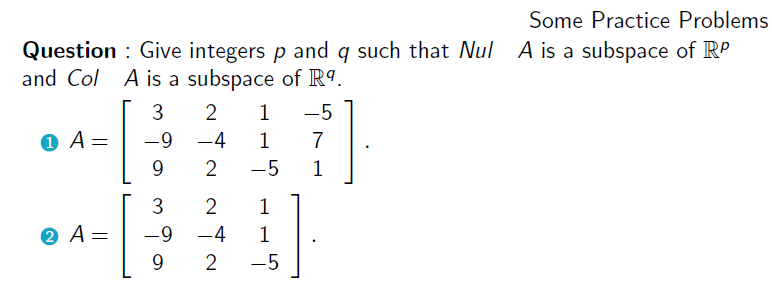 Some Practice Problems
Question : Give integers p and q such that Nul A is a subspace of ℝᵖ
and Col A is a subspace of ℝ^q.
3 2 1 −5
1 A = −9 −4 1 7 .
9 2 −5 1
3 2 1
2 A = −9 −4 1 .
9 2 −5